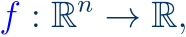 f : ℝⁿ → ℝ,